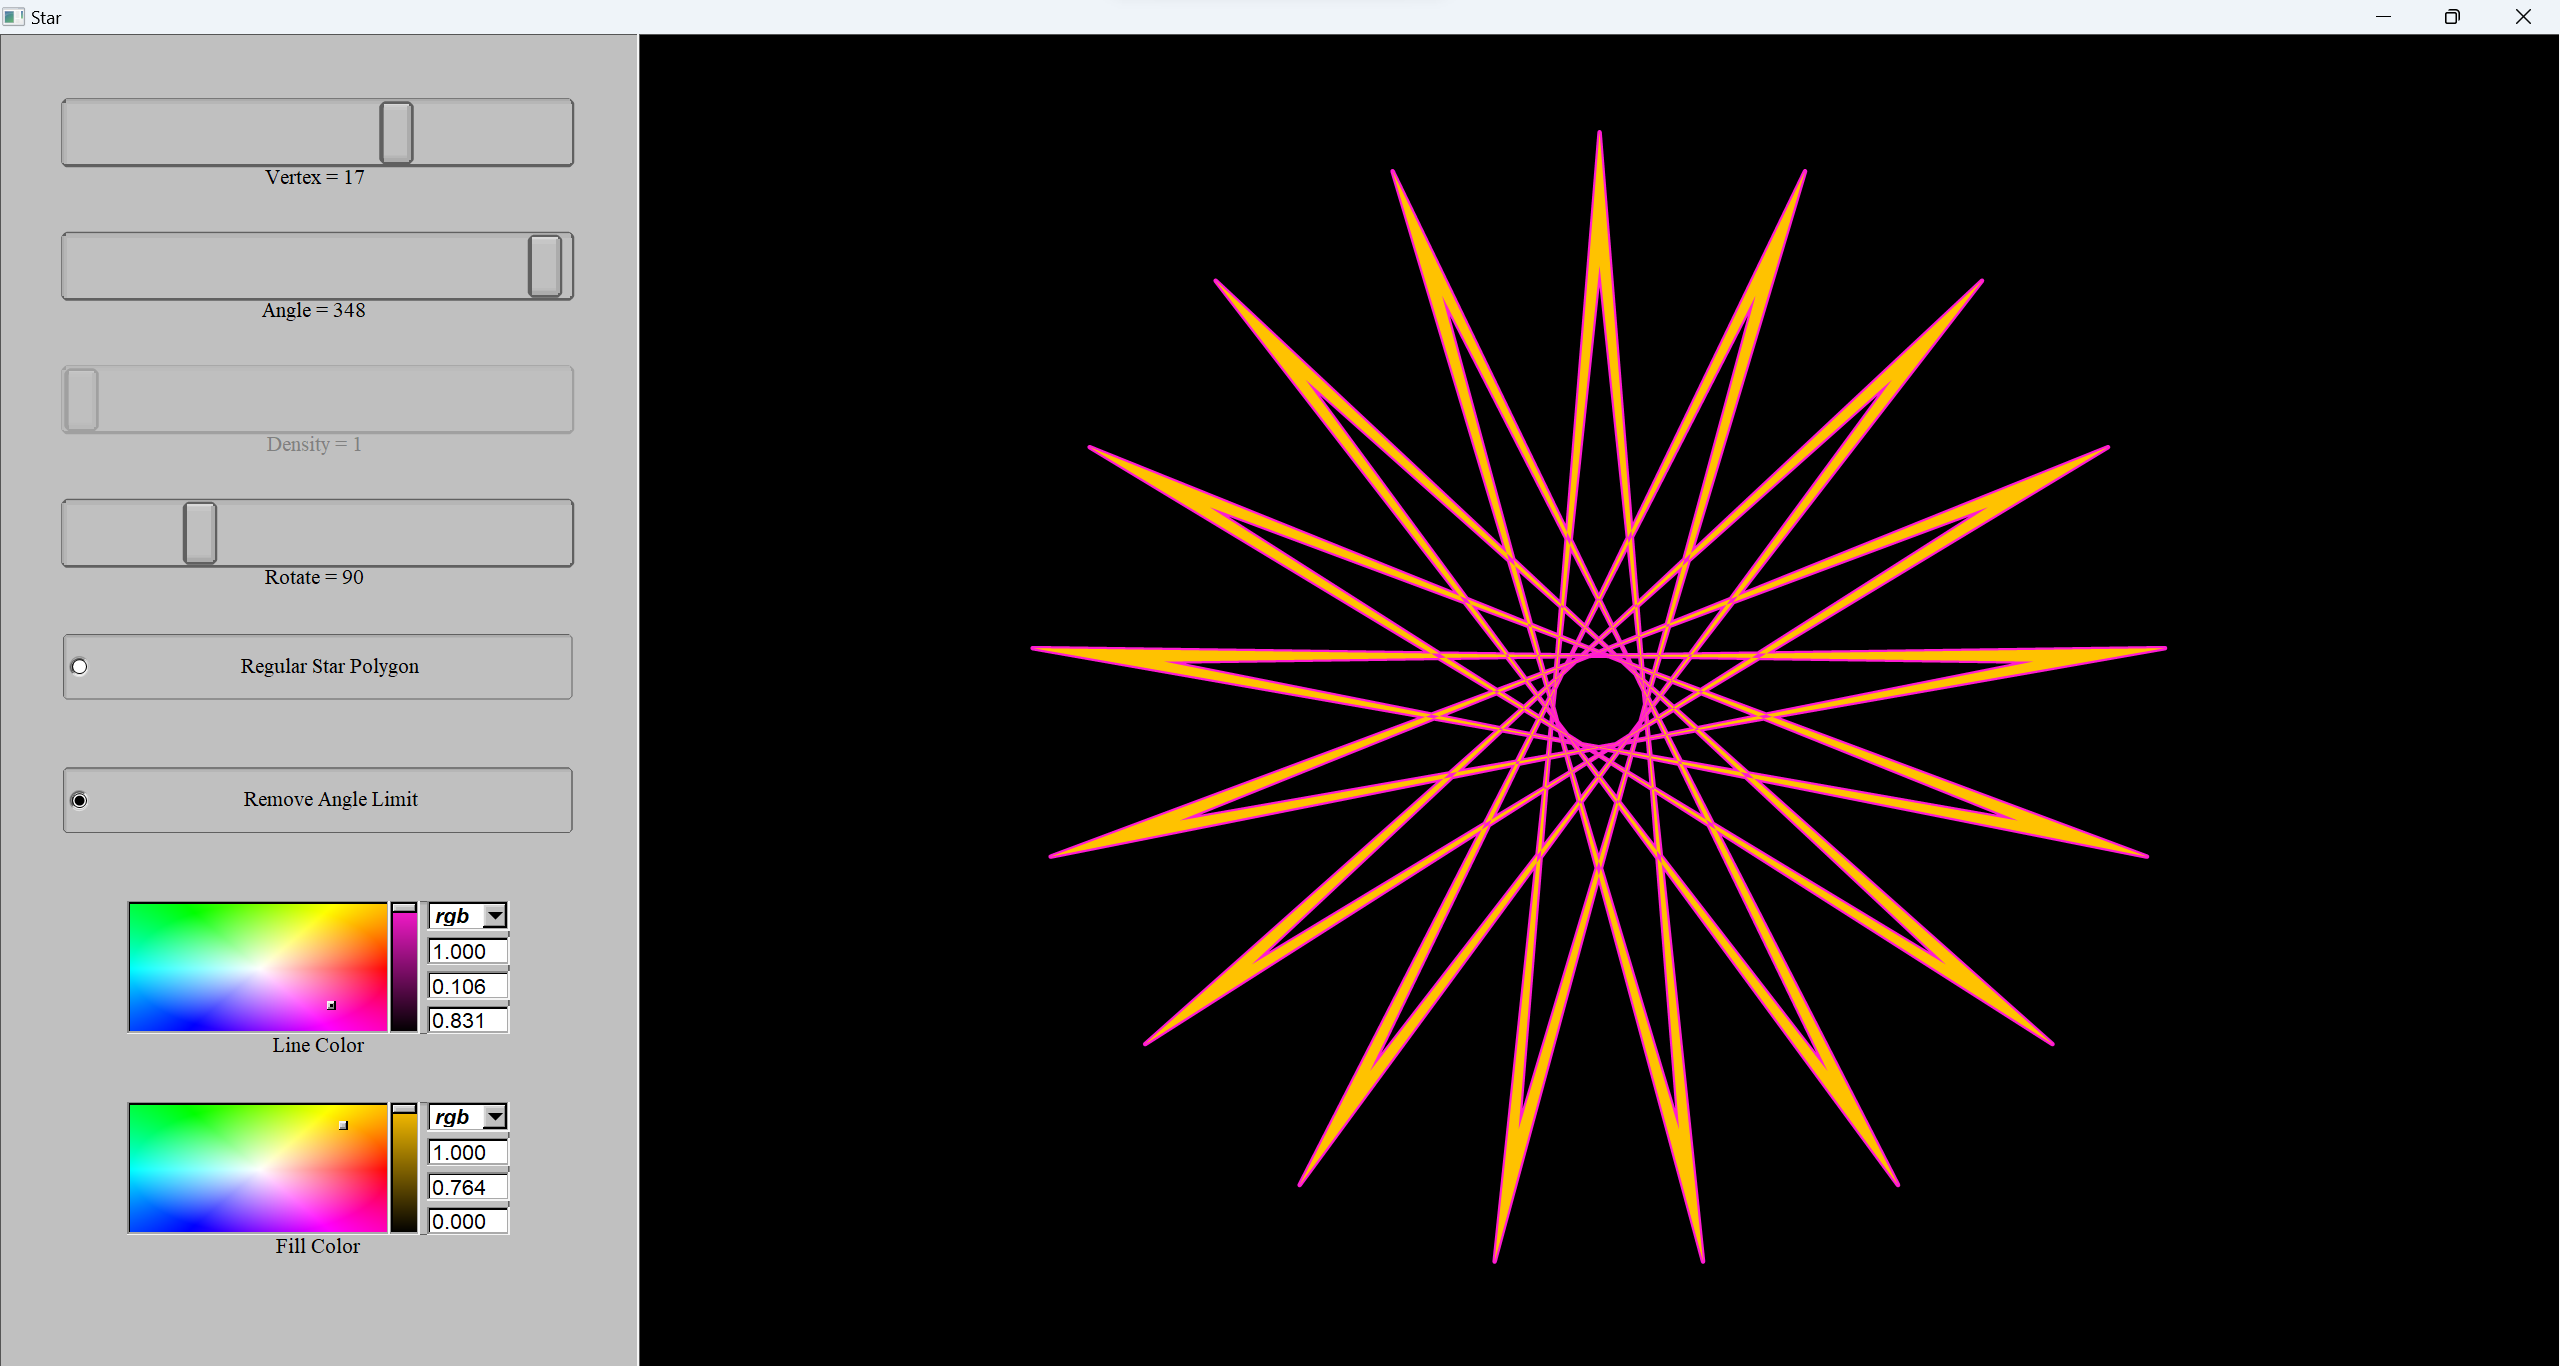 Star
Vertex = 17
Angle = 348
Density = 1
Rotate = 90
Regular Star Polygon
Remove Angle Limit
rgb
1.000
0.106
0.831
Line Color
rgb
1.000
0.764
0.000
Fill Color